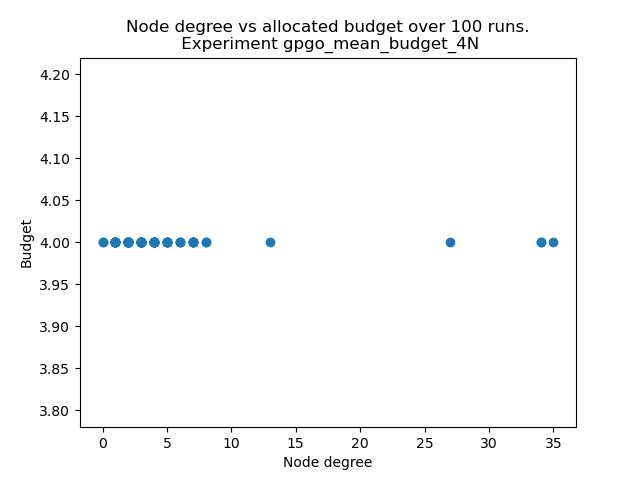 Node degree vs allocated budget over 100 runs.
Experiment gpgo_mean_budget_4N
4.20
4.15
4.10
4.05
4.00
3.95
3.90
3.85
3.80
Budget
0 5 10 15 20 25 30 35
Node degree